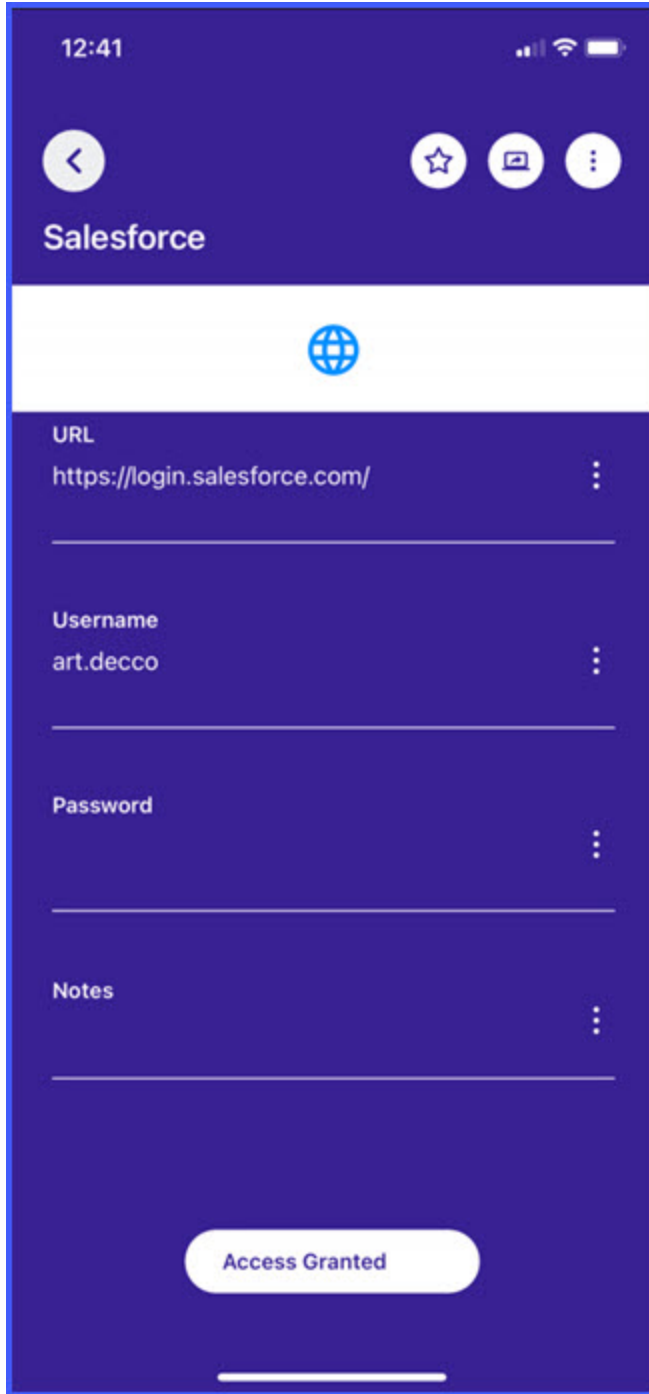 12:41
Salesforce
URL
https://login.salesforce.com/
Username
art.decco
Password
Notes
Access Granted